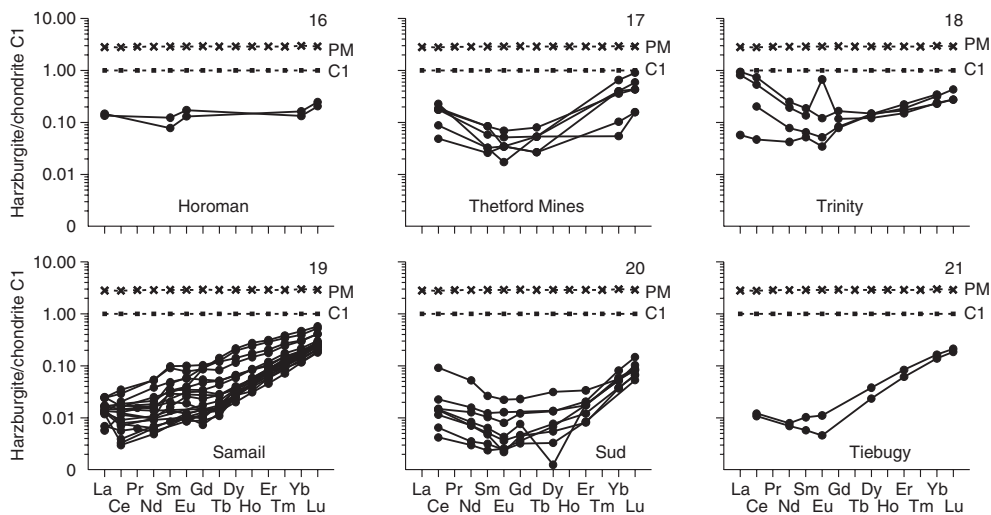 Harzburgite/chondrite C1
10.00
1.00
0.10
0.01
0
16
PM
C1
Horoman
17
PM
C1
Thetford Mines
18
PM
C1
Trinity
Harzburgite/chondrite C1
10.00
1.00
0.10
0.01
0
19
PM
C1
Samail
20
PM
C1
Sud
21
PM
C1
Tiebugy
La Pr Sm Gd Dy Er Yb
Ce Nd Eu Tb Ho Tm Lu
La Pr Sm Gd Dy Er Yb
Ce Nd Eu Tb Ho Tm Lu
La Pr Sm Gd Dy Er Yb
Ce Nd Eu Tb Ho Tm Lu